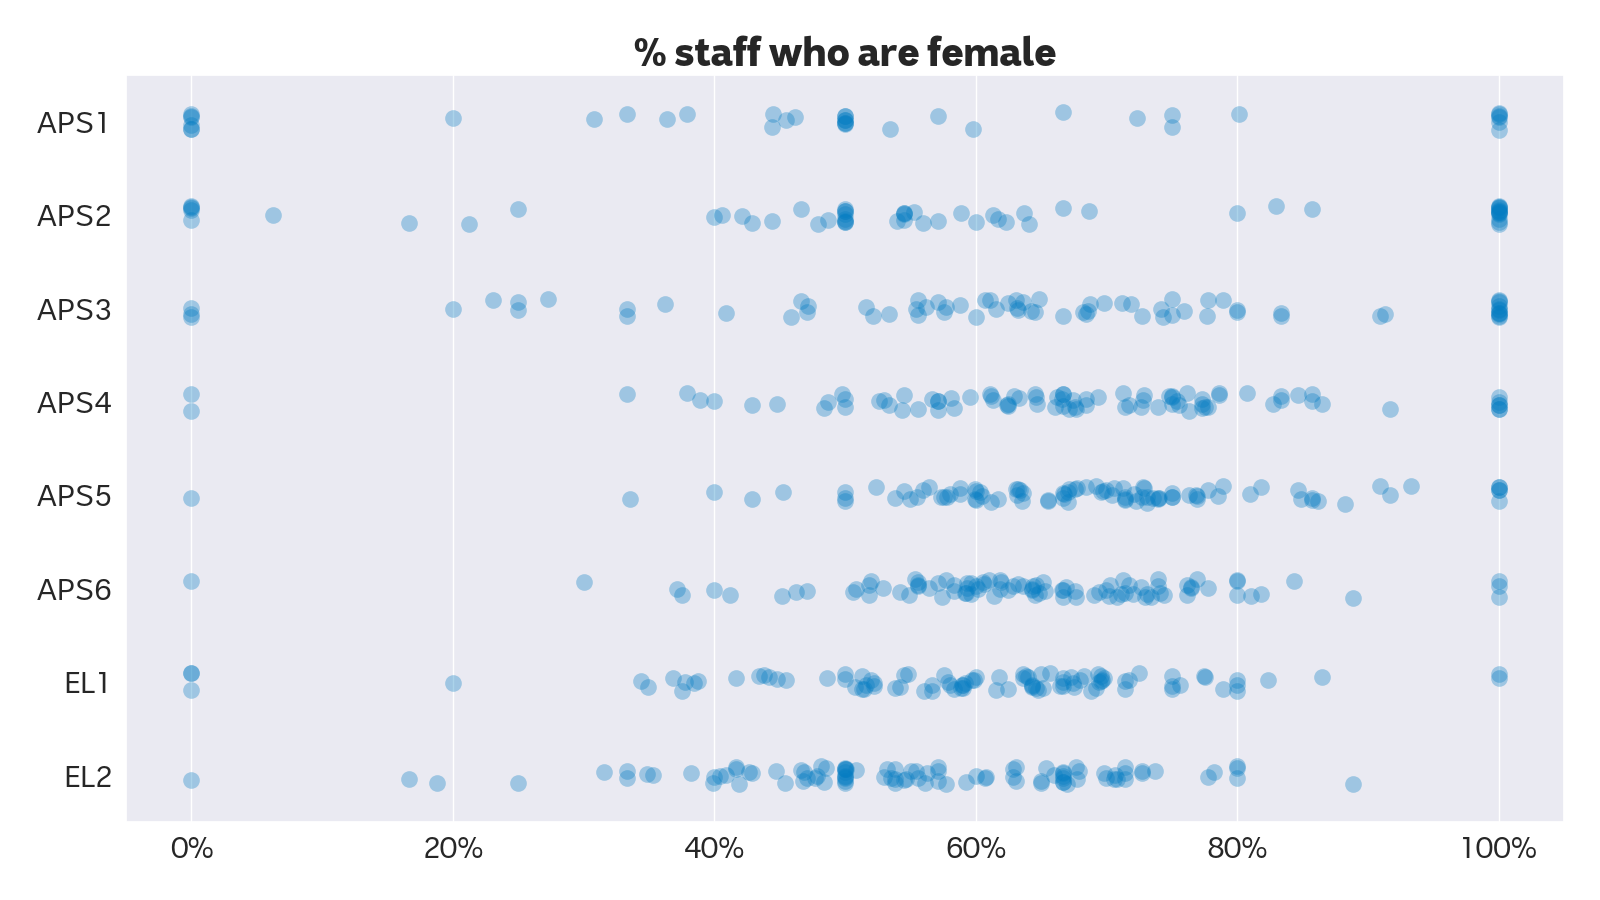 % staff who are female
APS1
APS2
APS3
APS4
APS5
APS6
EL1
EL2
0% 20% 40% 60% 80% 100%